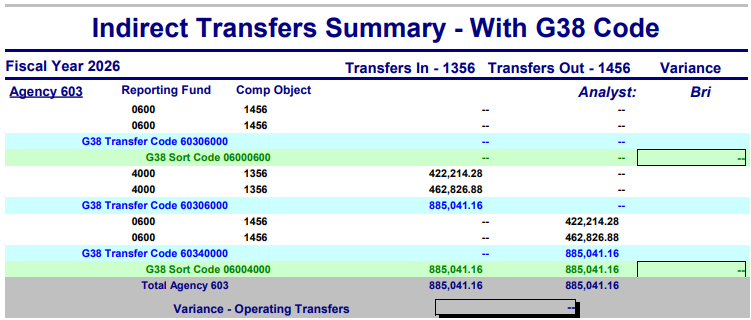 Indirect Transfers Summary - With G38 Code
Fiscal Year 2026 Transfers In - 1356 Transfers Out - 1456 Variance
Agency 603 Reporting Fund Comp Object Analyst: Bri
0600 1456 -- --
0600 1456 -- --
G38 Transfer Code 60306000 -- --
G38 Sort Code 06000600 -- -- --
4000 1356 422,214.28 --
4000 1356 462,826.88 --
G38 Transfer Code 60306000 885,041.16 --
0600 1456 -- 422,214.28
0600 1456 -- 462,826.88
G38 Transfer Code 60340000 -- 885,041.16
G38 Sort Code 06004000 885,041.16 885,041.16 --
Total Agency 603 885,041.16 885,041.16
Variance - Operating Transfers --